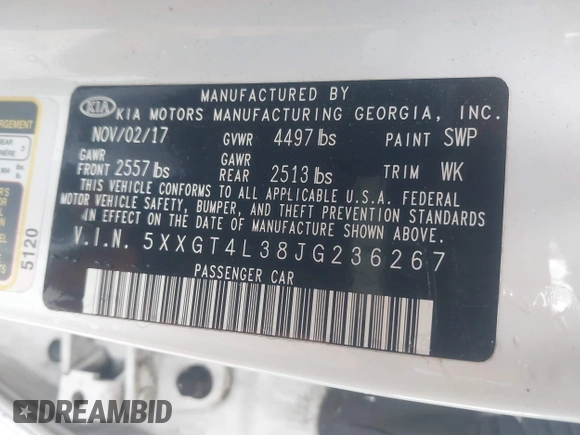 MANUFACTURED BY
KIA KIA MOTORS MANUFACTURING GEORGIA, INC.
NOV/02/17 GVWR 4497 lbs PAINT SWP
GAWR FRONT 2557 lbs GAWR REAR 2513 lbs TRIM WK
THIS VEHICLE CONFORMS TO ALL APPLICABLE U.S.A. FEDERAL
MOTOR VEHICLE SAFETY, BUMPER, AND THEFT PREVENTION STANDARDS
IN EFFECT ON THE DATE OF MANUFACTURE SHOWN ABOVE.
V.I.N. 5XXGT4L38JG236267
PASSENGER CAR
5120
DREAMBID